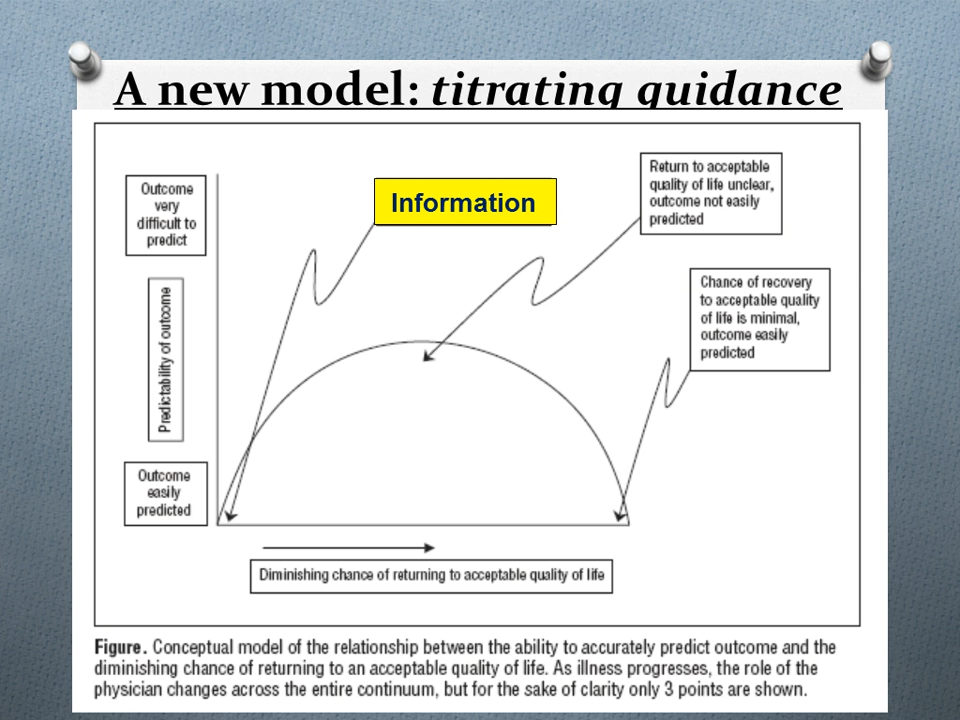 A new model: titrating guidance
Outcome
very
difficult to
predict
Information
Return to acceptable
quality of life unclear,
outcome not easily
predicted
Chance of recovery
to acceptable quality
of life is minimal,
outcome easily
predicted
Predictability of outcome
Outcome
easily
predicted
Diminishing chance of returning to acceptable quality of life
Figure. Conceptual model of the relationship between the ability to accurately predict outcome and the
diminishing chance of returning to an acceptable quality of life. As illness progresses, the role of the
physician changes across the entire continuum, but for the sake of clarity only 3 points are shown.